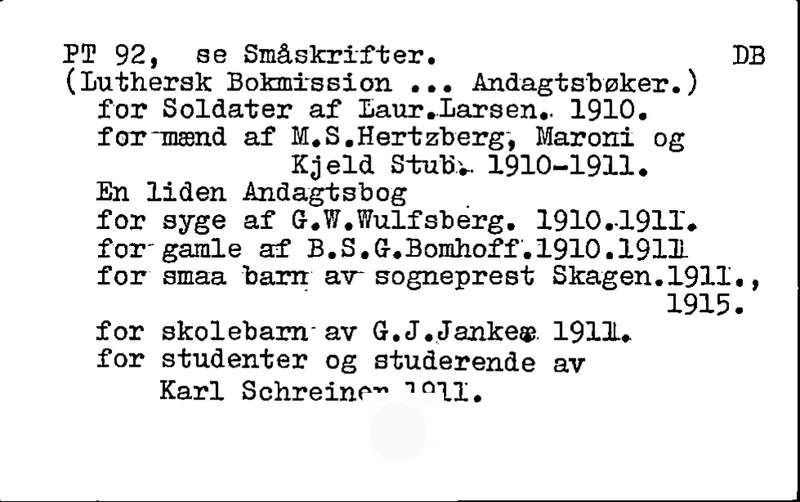 PT 92, se Småskrifter. DB
(Luthersk Bokmission ... Andagtsbøker.)
for Soldater af Laur.Larsen. 1910.
for mænd af M.S.Hertzberg, Maroni og
Kjeld Stub. 1910-1911.
En liden Andagtsbog
for syge af G.W.Wulfsberg. 1910.1911.
for gamle af B.S.G.Bomhoff.1910.1911
for smaa barn av sogneprest Skagen.1911.,
1915.
for skolebarn av G.J.Jankeæ 1911.
for studenter og studerende av
Karl Schreiner 1911.